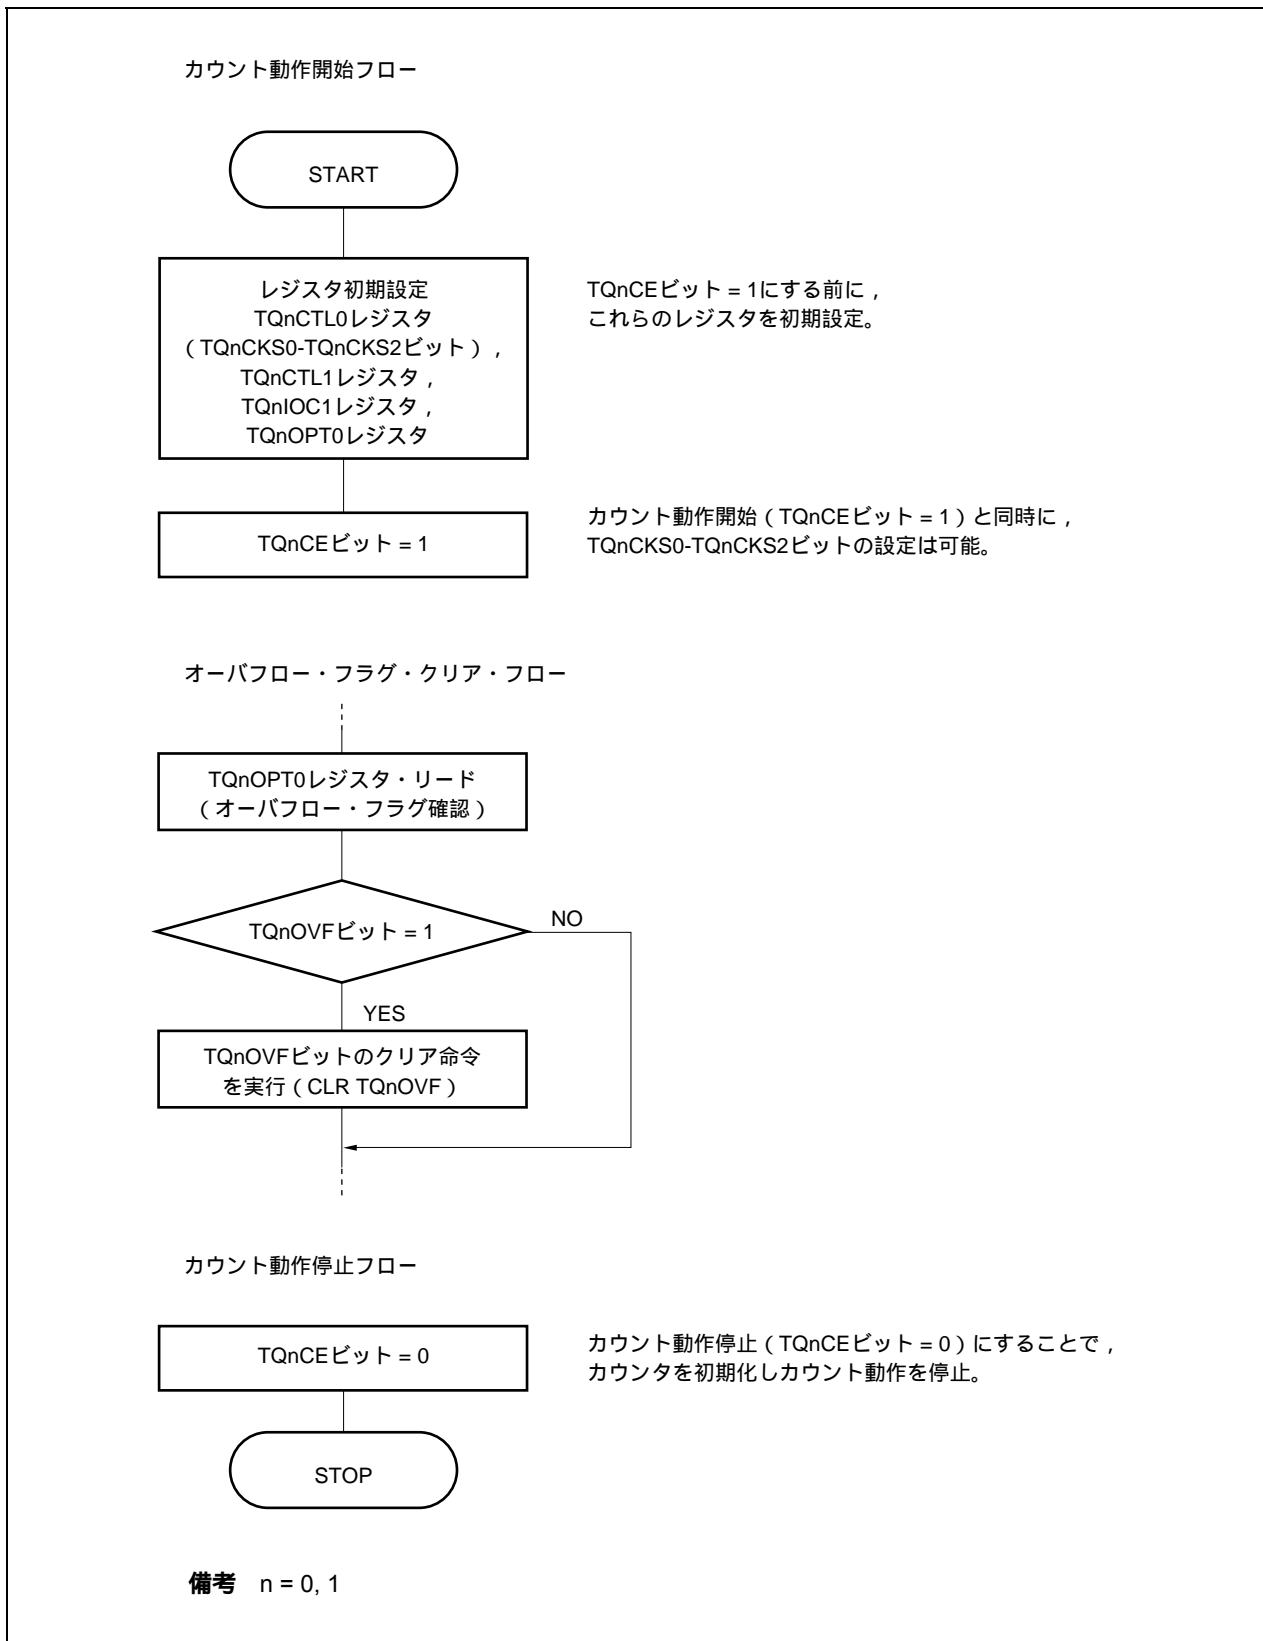 カウント動作開始フロー
START
レジスタ初期設定
TQnCTL0レジスタ
（TQnCKS0-TQnCKS2ビット），
TQnCTL1レジスタ，
TQnIOC1レジスタ，
TQnOPT0レジスタ
TQnCEビット = 1にする前に，
これらのレジスタを初期設定。
TQnCEビット = 1
カウント動作開始（TQnCEビット = 1）と同時に，
TQnCKS0-TQnCKS2ビットの設定は可能。
オーバフロー・フラグ・クリア・フロー
TQnOPT0レジスタ・リード
（オーバフロー・フラグ確認）
TQnOVFビット = 1
NO
YES
TQnOVFビットのクリア命令
を実行（CLR TQnOVF）
カウント動作停止フロー
TQnCEビット = 0
カウント動作停止（TQnCEビット = 0）にすることで，
カウンタを初期化しカウント動作を停止。
STOP
備考 n = 0, 1